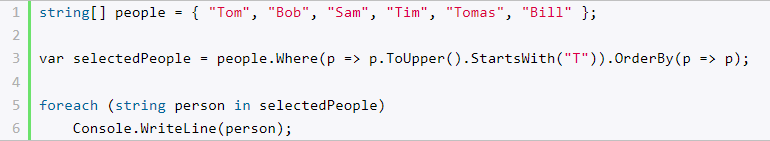 1 string[] people = { "Tom", "Bob", "Sam", "Tim", "Tomas", "Bill" };
2
3 var selectedPeople = people.Where(p => p.ToUpper().StartsWith("T")).OrderBy(p => p);
4
5 foreach (string person in selectedPeople)
6     Console.WriteLine(person);